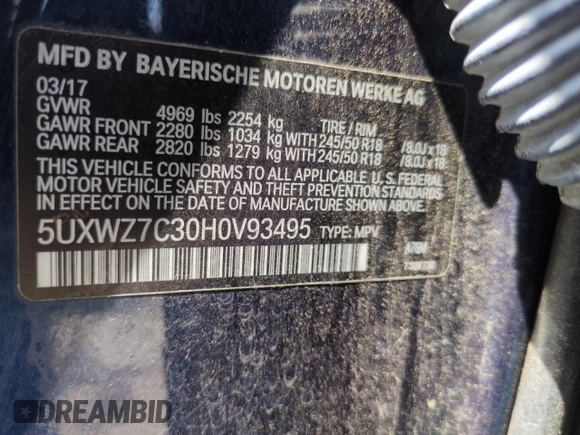 MFD BY BAYERISCHE MOTOREN WERKE AG
03/17
GVWR 4969 lbs 2254 kg TIRE / RIM
GAWR FRONT 2280 lbs 1034 kg WITH 245/50 R18 /8.0J x 18
GAWR REAR 2820 lbs 1279 kg WITH 245/50 R18 /8.0J x 18
THIS VEHICLE CONFORMS TO ALL APPLICABLE U.S. FEDERAL
MOTOR VEHICLE SAFETY AND THEFT PREVENTION STANDARDS
IN EFFECT ON THE DATE OF MANUFACTURE SHOWN ABOVE.
5UXWZ7C30H0V93495 TYPE: MPV
A76M
DREAMBID